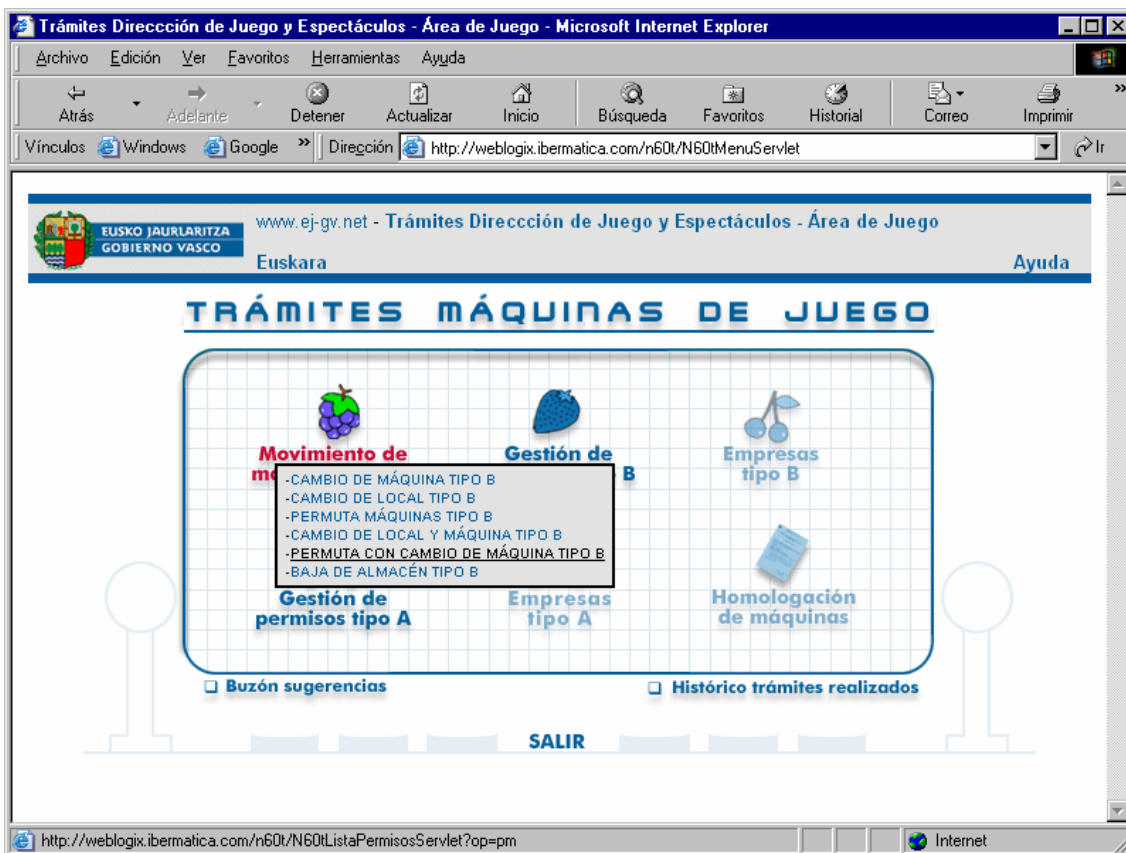 Trámites Direccción de Juego y Espectáculos - Área de Juego - Microsoft Internet Explorer
Archivo Edición Ver Favoritos Herramientas Ayuda
Atrás Adelante Detener Actualizar Inicio Búsqueda Favoritos Historial Correo Imprimir »
Vínculos Windows Google » Dirección http://weblogix.ibermatica.com/n60t/N60tMenuServlet Ir
EUSKO JAURLARITZA
GOBIERNO VASCO
www.ej-gv.net - Trámites Direccción de Juego y Espectáculos - Área de Juego
Euskara Ayuda
TRÁMITES MÁQUINAS DE JUEGO
Movimiento de Gestión de Empresas
B tipo B
-CAMBIO DE MÁQUINA TIPO B
-CAMBIO DE LOCAL TIPO B
-PERMUTA MÁQUINAS TIPO B
-CAMBIO DE LOCAL Y MÁQUINA TIPO B
-PERMUTA CON CAMBIO DE MÁQUINA TIPO B
-BAJA DE ALMACÉN TIPO B
Gestión de Empresas Homologación
permisos tipo A tipo A de máquinas
Buzón sugerencias Histórico trámites realizados
SALIR
http://weblogix.ibermatica.com/n60t/N60tListaPermisosServlet?op=pm Internet